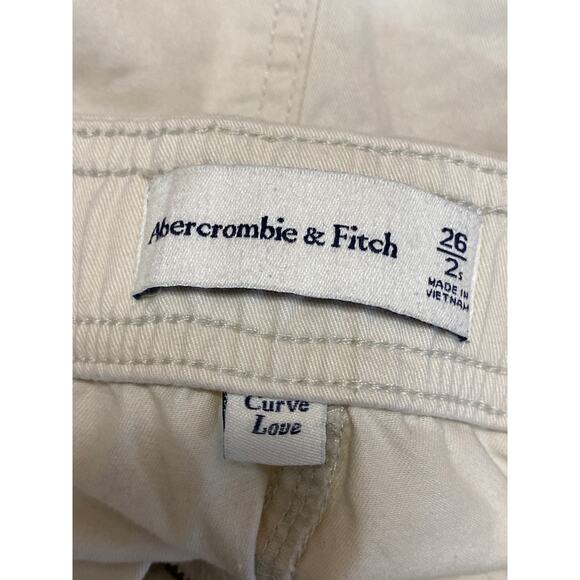 Abercrombie & Fitch
26
2s
MADE IN
VIETNAM
Curve
Love